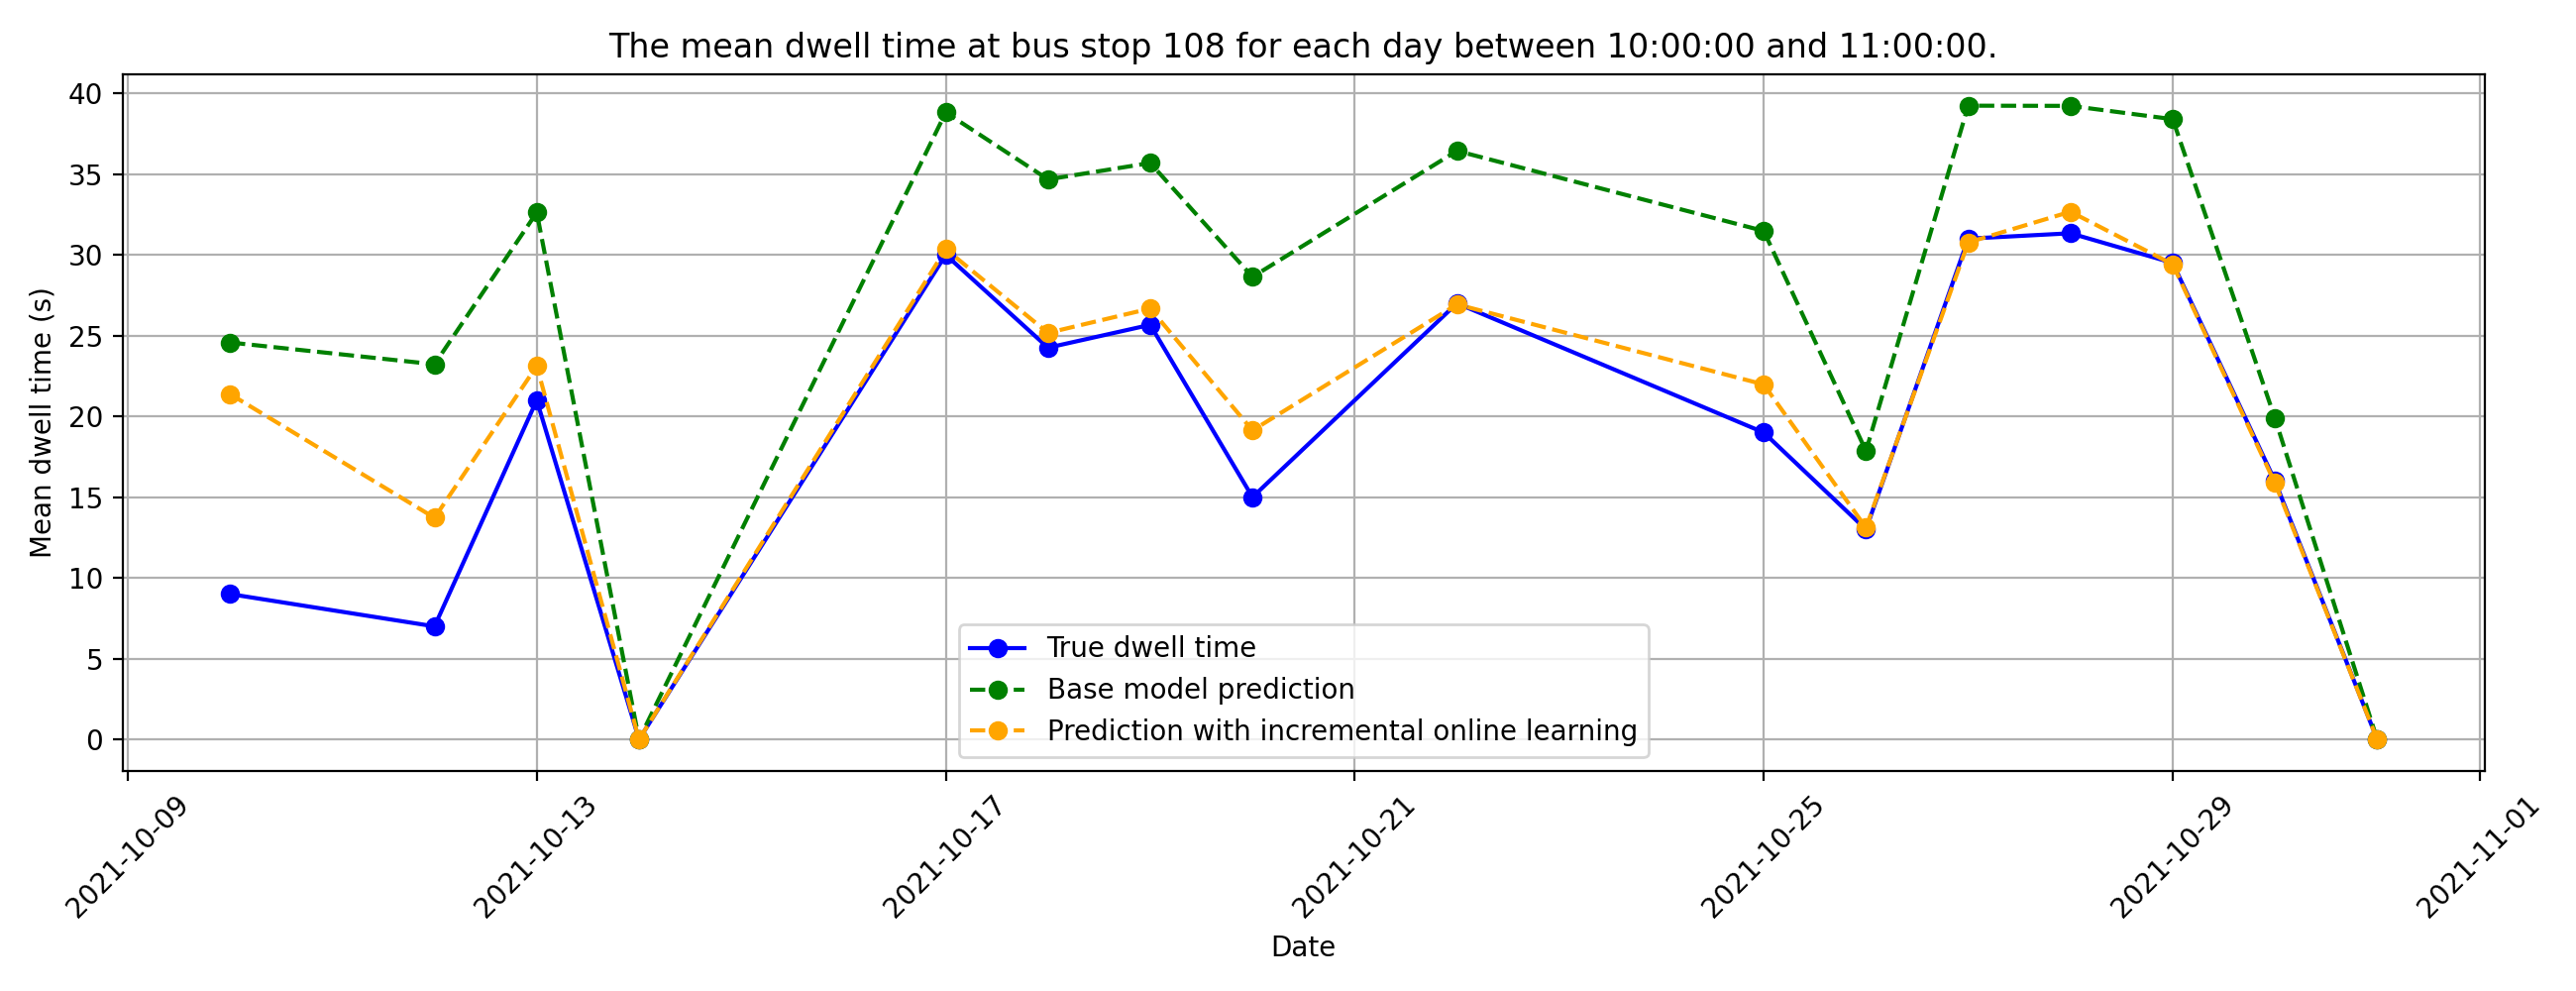 The mean dwell time at bus stop 108 for each day between 10:00:00 and 11:00:00.
Mean dwell time (s)
40
35
30
25
20
15
10
5
0
True dwell time
Base model prediction
Prediction with incremental online learning
2021-10-09
2021-10-13
2021-10-17
2021-10-21
2021-10-25
2021-10-29
2021-11-01
Date